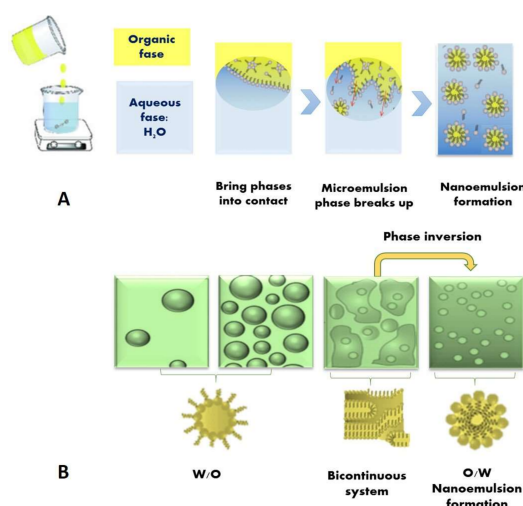 Organic
fase
Aqueous
fase:
H₂O
Bring phases
into contact
Microemulsion
phase breaks up
Nanoemulsion
formation
A
Phase inversion
W/O
Bicontinuous
system
O/W
Nanoemulsion
formation
B